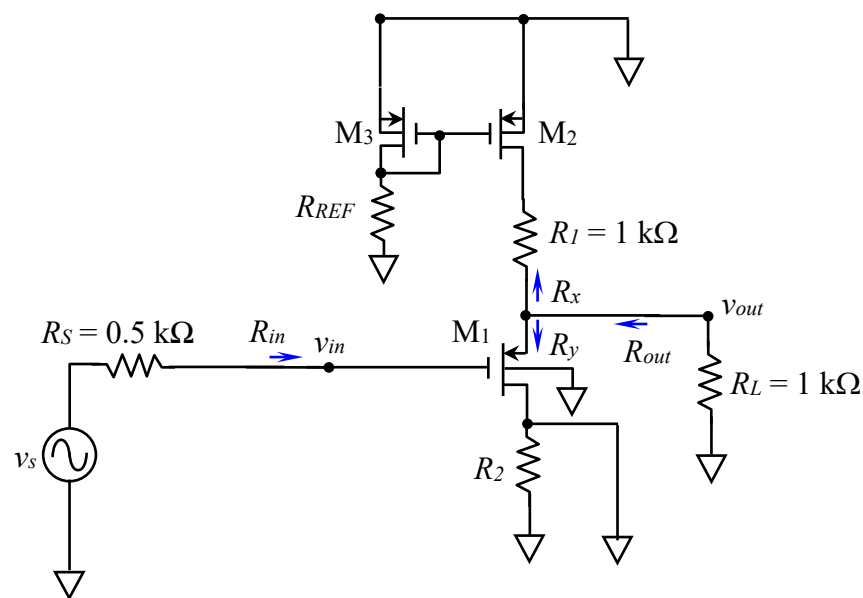 M3
M2
RREF
R1 = 1 kΩ
Rx
RS = 0.5 kΩ
Rin
vin
M1
Ry
vout
Rout
RL = 1 kΩ
vs
R2